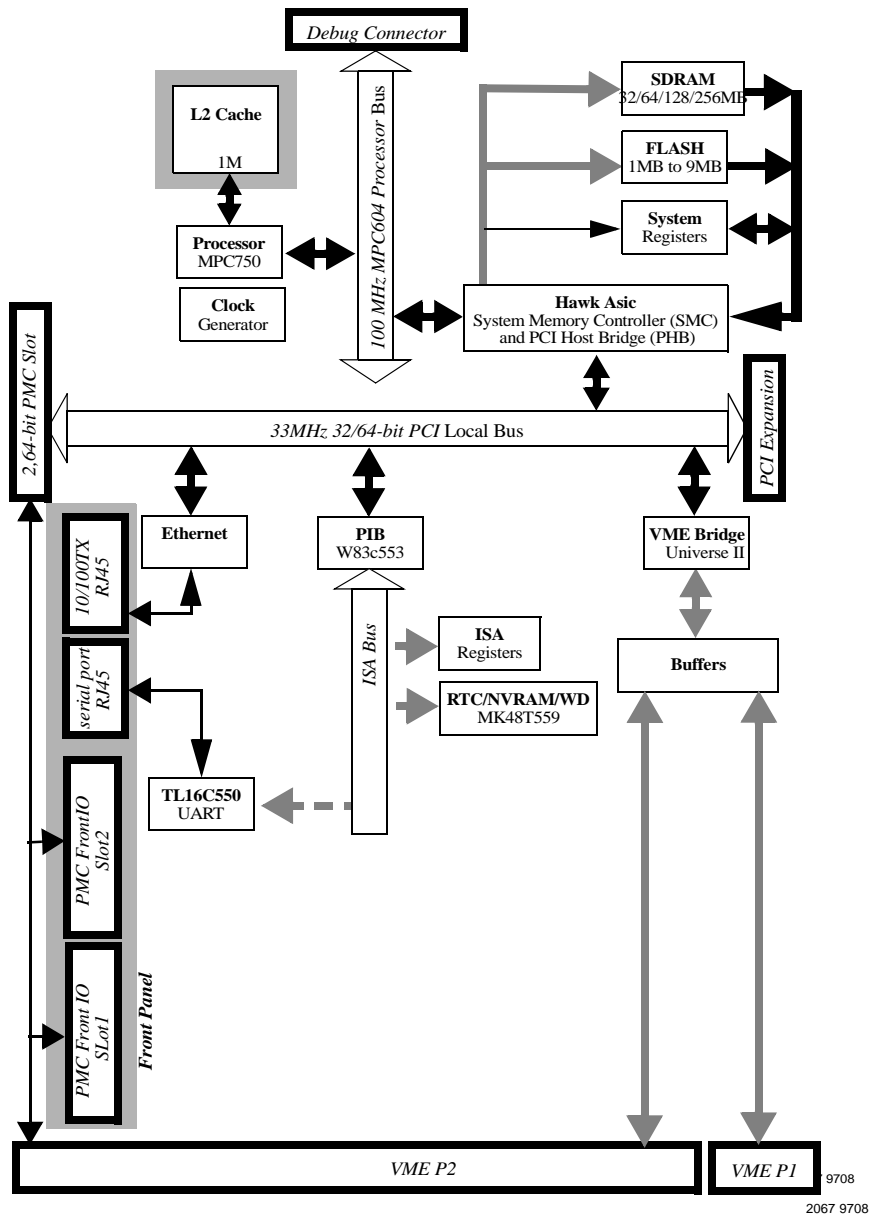 Debug Connector
L2 Cache
1M
100 MHz MPC604 Processor Bus
SDRAM
32/64/128/256MB
FLASH
1MB to 9MB
System
Registers
Processor
MPC750
Clock
Generator
Hawk Asic
System Memory Controller (SMC)
and PCI Host Bridge (PHB)
2,64-bit PMC Slot
33MHz 32/64-bit PCI Local Bus
PCI Expansion
10/100TX
RJ45
Ethernet
PIB
W83c553
VME Bridge
Universe II
serial port
RJ45
ISA Bus
ISA
Registers
Buffers
RTC/NVRAM/WD
MK48T559
TL16C550
UART
PMC FrontIO
Slot2
PMC Front IO
SLot1
Front Panel
VME P2
VME P1
9708
2067 9708